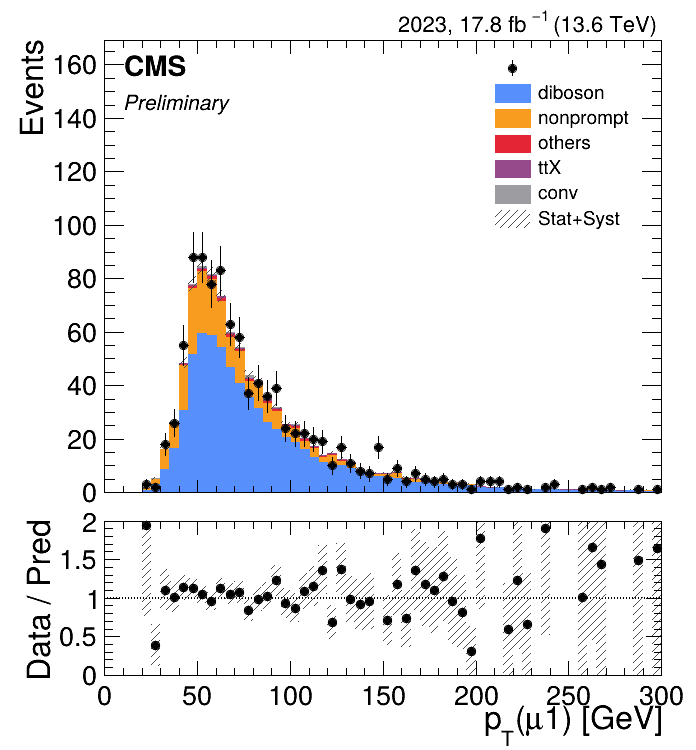 2023, 17.8 fb⁻¹ (13.6 TeV)
CMS
Preliminary
Events
160
140
120
100
80
60
40
20
0
diboson
nonprompt
others
ttX
conv
Stat+Syst
Data / Pred
2
1.5
1
0.5
0
0 50 100 150 200 250 300
p_T(μ1) [GeV]